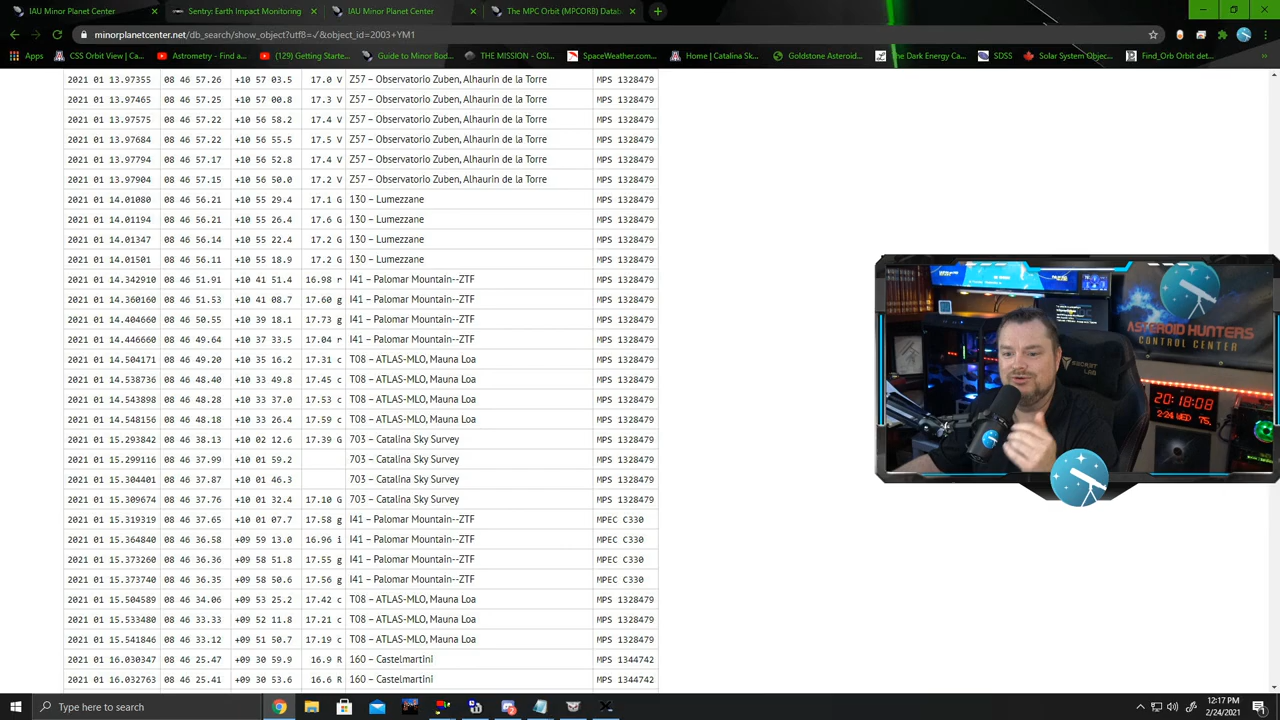 IAU Minor Planet Center
Sentry: Earth Impact Monitoring
IAU Minor Planet Center
The MPC Orbit (MPCORB) Datab
minorplanetcenter.net/db_search/show_object?utf8=√&object_id=2003+YM1
Apps
CSS Orbit View | Ca...
Astrometry - Find a...
(129) Getting Starte...
Guide to Minor Bod...
THE MISSION - OSI...
SpaceWeather.com...
Home | Catalina Sk...
Goldstone Asteroid...
The Dark Energy Ca...
SDSS
Solar System Objec...
Find_Orb Orbit det...
2021 01 13.97355 08 46 57.26 +10 57 03.5 17.0 V Z57 – Observatorio Zuben, Alhaurin de la Torre MPS 1328479
2021 01 13.97465 08 46 57.25 +10 57 00.8 17.3 V Z57 – Observatorio Zuben, Alhaurin de la Torre MPS 1328479
2021 01 13.97575 08 46 57.22 +10 56 58.2 17.4 V Z57 – Observatorio Zuben, Alhaurin de la Torre MPS 1328479
2021 01 13.97684 08 46 57.22 +10 56 55.5 17.5 V Z57 – Observatorio Zuben, Alhaurin de la Torre MPS 1328479
2021 01 13.97794 08 46 57.17 +10 56 52.8 17.4 V Z57 – Observatorio Zuben, Alhaurin de la Torre MPS 1328479
2021 01 13.97904 08 46 57.15 +10 56 50.0 17.2 V Z57 – Observatorio Zuben, Alhaurin de la Torre MPS 1328479
2021 01 14.01080 08 46 56.21 +10 55 29.4 17.1 G 130 – Lumezzane MPS 1328479
2021 01 14.01194 08 46 56.21 +10 55 26.4 17.6 G 130 – Lumezzane MPS 1328479
2021 01 14.01347 08 46 56.14 +10 55 22.4 17.2 G 130 – Lumezzane MPS 1328479
2021 01 14.01501 08 46 56.11 +10 55 18.9 17.2 G 130 – Lumezzane MPS 1328479
2021 01 14.342910 08 46 51.91 +10 41 51.4 16.98 r I41 – Palomar Mountain--ZTF MPS 1328479
2021 01 14.360160 08 46 51.53 +10 41 08.7 17.60 g I41 – Palomar Mountain--ZTF MPS 1328479
2021 01 14.404660 08 46 50.55 +10 39 18.1 17.73 g I41 – Palomar Mountain--ZTF MPS 1328479
2021 01 14.446660 08 46 49.64 +10 37 33.5 17.04 r I41 – Palomar Mountain--ZTF MPS 1328479
2021 01 14.504171 08 46 49.20 +10 35 16.2 17.31 c T08 – ATLAS-MLO, Mauna Loa MPS 1328479
2021 01 14.538736 08 46 48.40 +10 33 49.8 17.45 c T08 – ATLAS-MLO, Mauna Loa MPS 1328479
2021 01 14.543898 08 46 48.28 +10 33 37.0 17.53 c T08 – ATLAS-MLO, Mauna Loa MPS 1328479
2021 01 14.548156 08 46 48.18 +10 33 26.4 17.59 c T08 – ATLAS-MLO, Mauna Loa MPS 1328479
2021 01 15.293842 08 46 38.13 +10 02 12.6 17.39 G 703 – Catalina Sky Survey MPS 1328479
2021 01 15.299116 08 46 37.99 +10 01 59.2 703 – Catalina Sky Survey MPS 1328479
2021 01 15.304401 08 46 37.87 +10 01 46.3 703 – Catalina Sky Survey MPS 1328479
2021 01 15.309674 08 46 37.76 +10 01 32.4 17.10 G 703 – Catalina Sky Survey MPS 1328479
2021 01 15.319319 08 46 37.65 +10 01 07.7 17.58 g I41 – Palomar Mountain--ZTF MPEC C330
2021 01 15.364840 08 46 36.58 +09 59 13.0 16.96 i I41 – Palomar Mountain--ZTF MPEC C330
2021 01 15.373260 08 46 36.36 +09 58 51.8 17.55 g I41 – Palomar Mountain--ZTF MPEC C330
2021 01 15.373740 08 46 36.35 +09 58 50.6 17.56 g I41 – Palomar Mountain--ZTF MPEC C330
2021 01 15.504589 08 46 34.06 +09 53 25.2 17.42 c T08 – ATLAS-MLO, Mauna Loa MPS 1328479
2021 01 15.533480 08 46 33.33 +09 52 11.8 17.21 c T08 – ATLAS-MLO, Mauna Loa MPS 1328479
2021 01 15.541846 08 46 33.12 +09 51 50.7 17.19 c T08 – ATLAS-MLO, Mauna Loa MPS 1328479
2021 01 16.030347 08 46 25.47 +09 30 59.9 16.9 R 160 – Castelmartini MPS 1344742
2021 01 16.032763 08 46 25.41 +09 30 53.6 16.6 R 160 – Castelmartini MPS 1344742
ASTEROID HUNTERS
CONTROL CENTER
SECRET
LAB
20:18:08
2-24 WED 75.
Type here to search
12:17 PM
2/24/2021